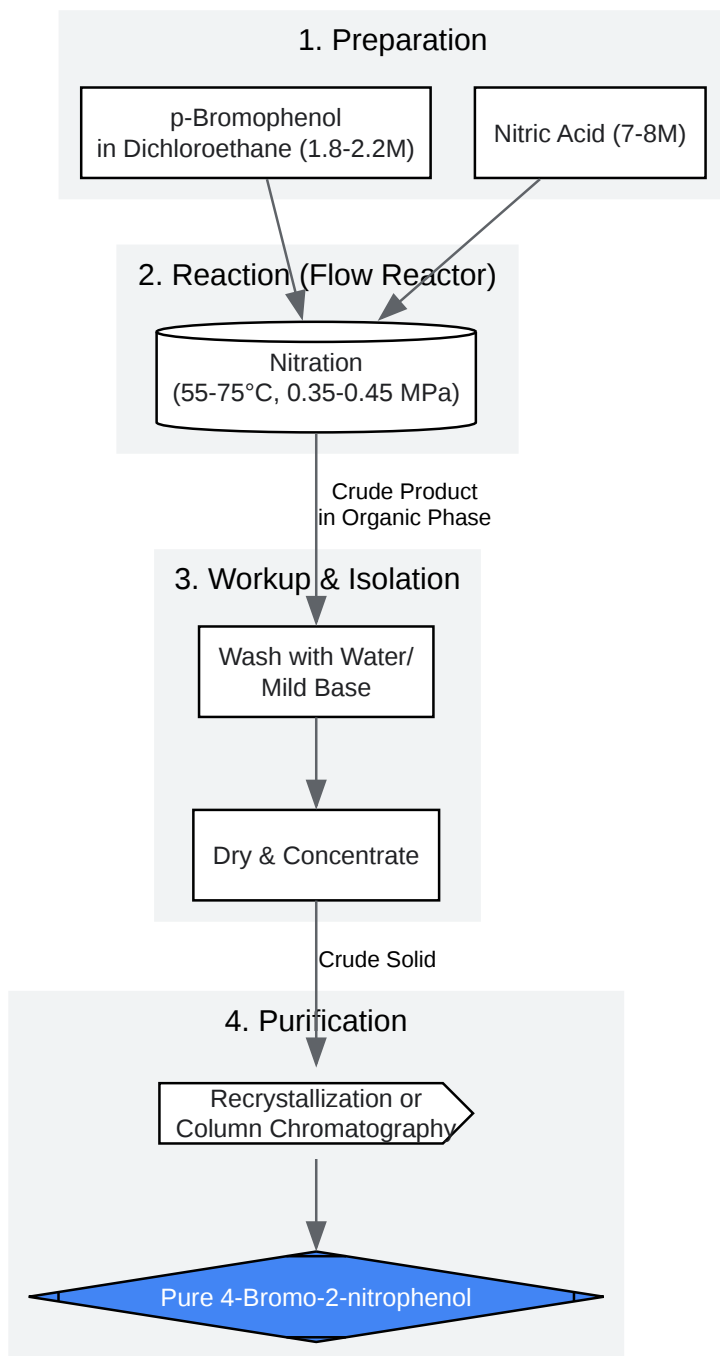 1. Preparation
p-Bromophenol
in Dichloroethane (1.8-2.2M)
Nitric Acid (7-8M)
2. Reaction (Flow Reactor)
Nitration
(55-75°C, 0.35-0.45 MPa)
Crude Product
in Organic Phase
3. Workup & Isolation
Wash with Water/
Mild Base
Dry & Concentrate
Crude Solid
4. Purification
Recrystallization or
Column Chromatography
Pure 4-Bromo-2-nitrophenol